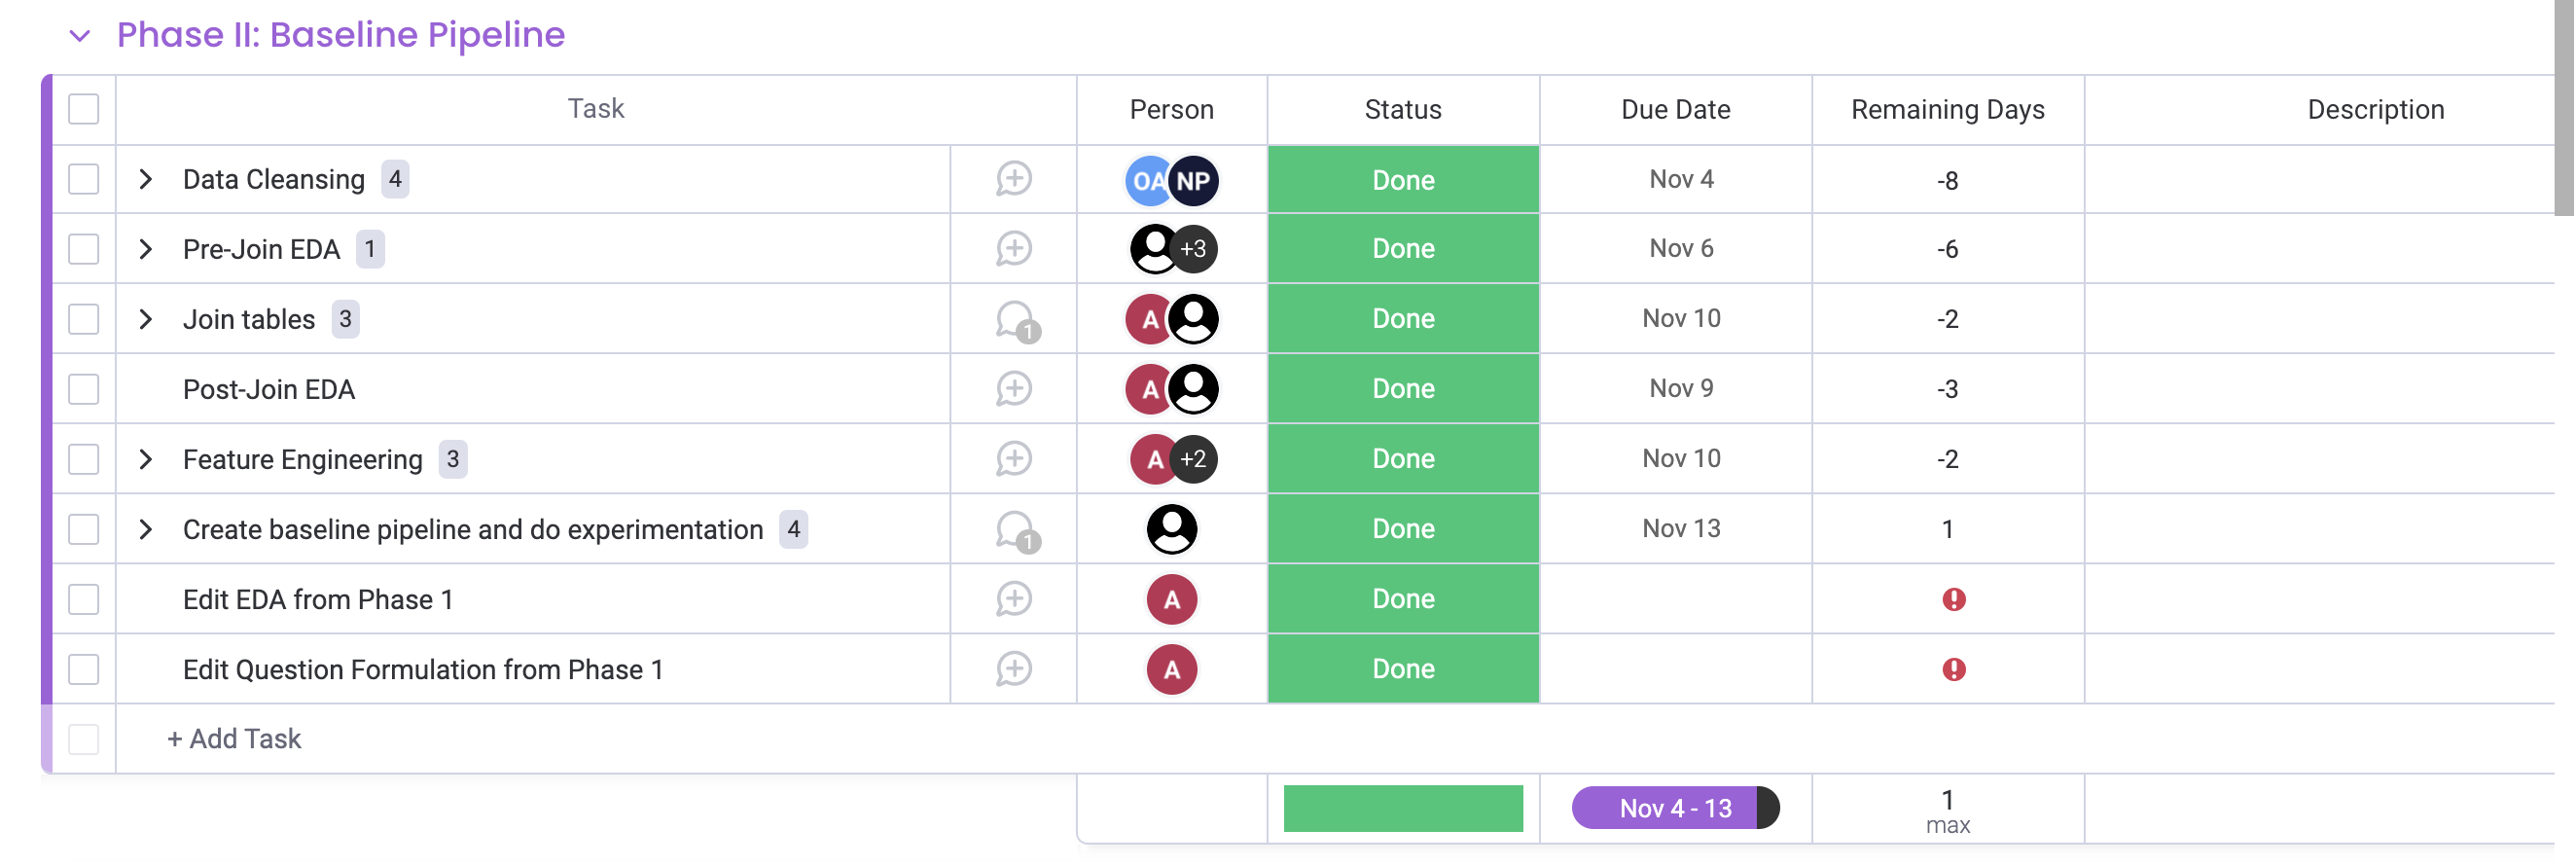 Phase II: Baseline Pipeline
Task Person Status Due Date Remaining Days Description
Data Cleansing 4 OA NP Done Nov 4 -8
Pre-Join EDA 1 +3 Done Nov 6 -6
Join tables 3 1 A Done Nov 10 -2
Post-Join EDA A Done Nov 9 -3
Feature Engineering 3 A +2 Done Nov 10 -2
Create baseline pipeline and do experimentation 4 1 Done Nov 13 1
Edit EDA from Phase 1 A Done !
Edit Question Formulation from Phase 1 A Done !
+ Add Task
Nov 4 - 13 1
max